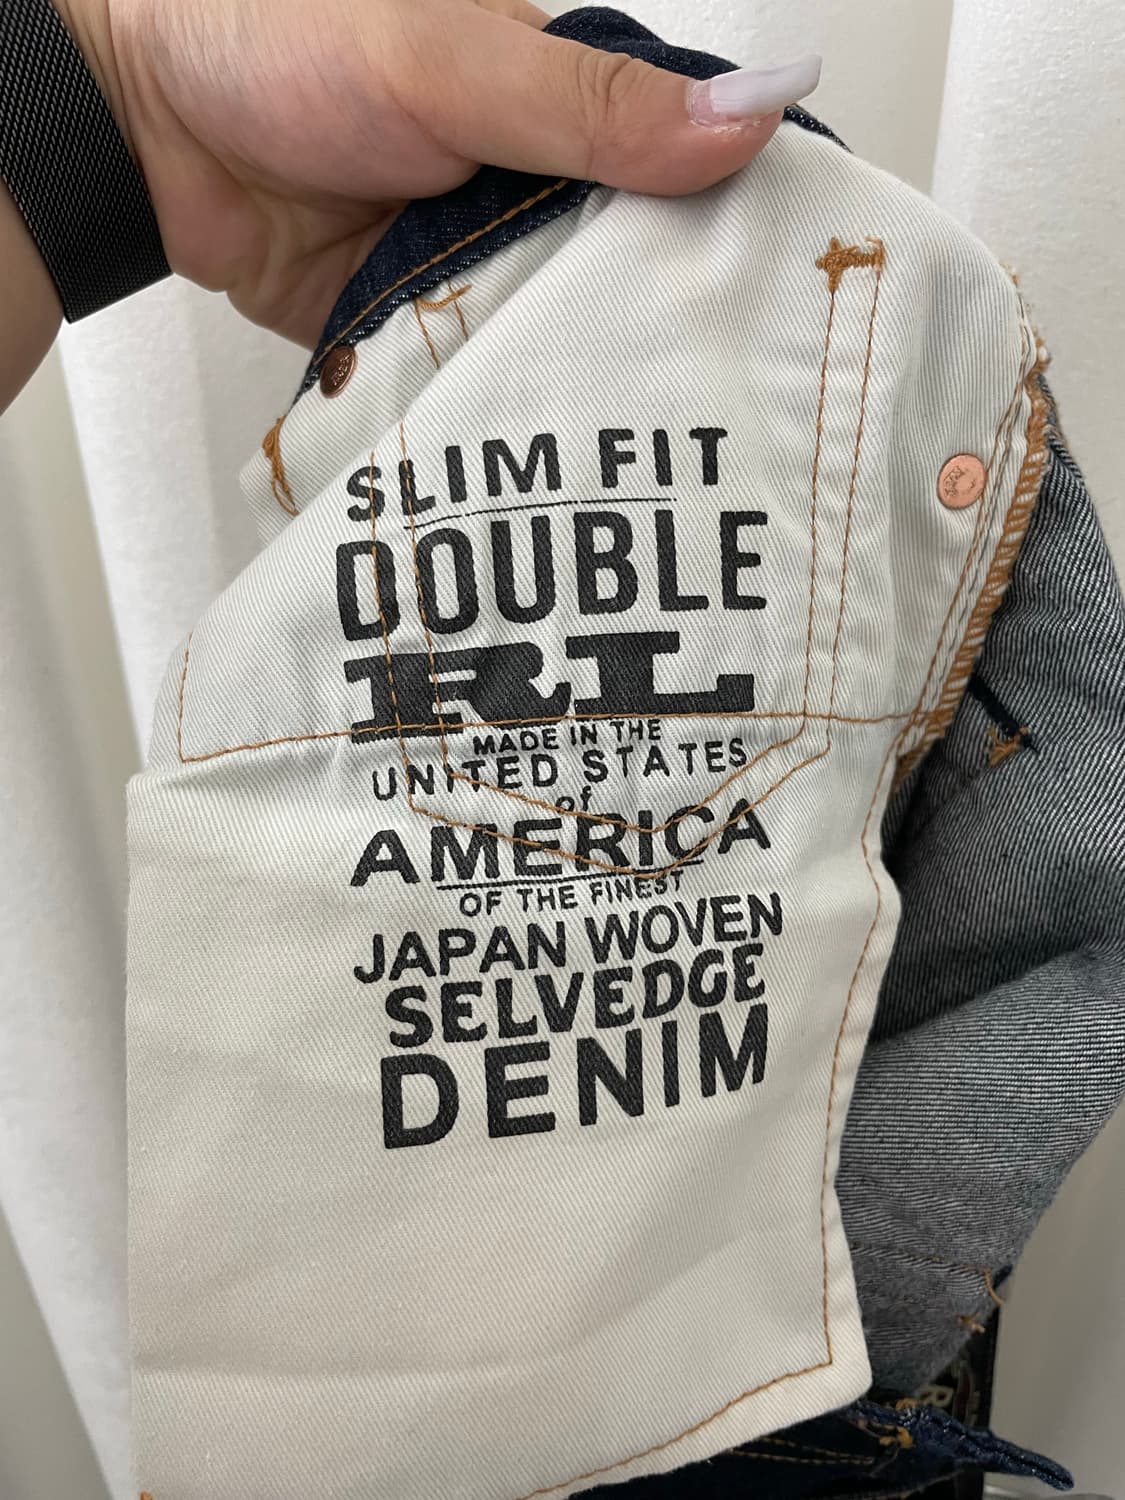 SLIM FIT
DOUBLE
RL
MADE IN THE
UNITED STATES
of
AMERICA
OF THE FINEST
JAPAN WOVEN
SELVEDGE
DENIM